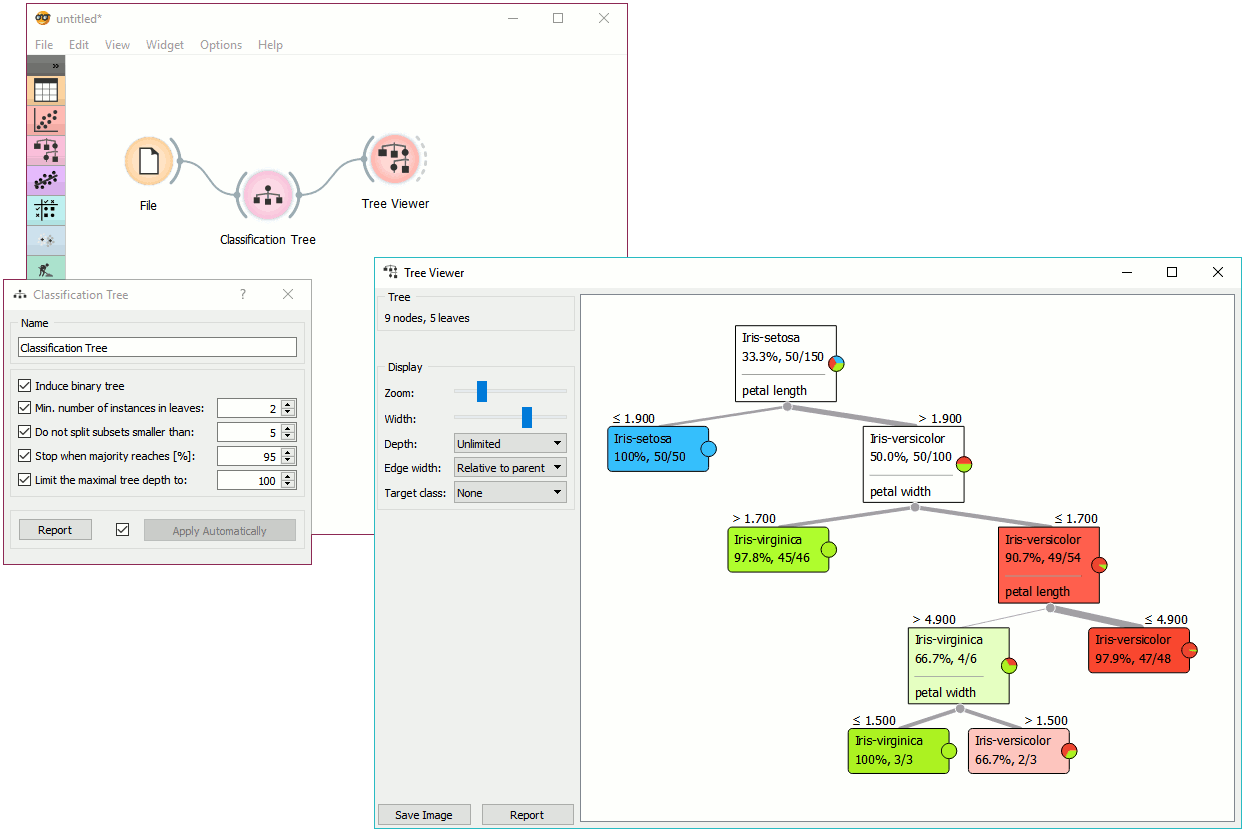 untitled*
File Edit View Widget Options Help
»
File
Classification Tree
Tree Viewer
Classification Tree
?
Name
Classification Tree
Induce binary tree
Min. number of instances in leaves: 2
Do not split subsets smaller than: 5
Stop when majority reaches [%]: 95
Limit the maximal tree depth to: 100
Report
Apply Automatically
Tree Viewer
Tree
9 nodes, 5 leaves
Display
Zoom:
Width:
Depth: Unlimited
Edge width: Relative to parent
Target class: None
Save Image
Report
Iris-setosa
33.3%, 50/150
petal length
≤ 1.900
> 1.900
Iris-setosa
100%, 50/50
Iris-versicolor
50.0%, 50/100
petal width
> 1.700
≤ 1.700
Iris-virginica
97.8%, 45/46
Iris-versicolor
90.7%, 49/54
petal length
> 4.900
≤ 4.900
Iris-virginica
66.7%, 4/6
petal width
Iris-versicolor
97.9%, 47/48
≤ 1.500
> 1.500
Iris-virginica
100%, 3/3
Iris-versicolor
66.7%, 2/3